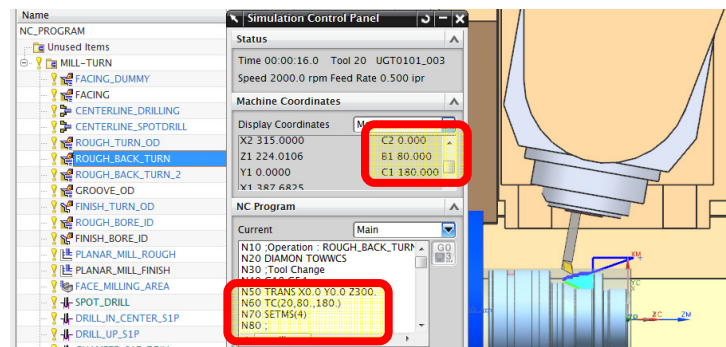 Name
NC_PROGRAM
Unused Items
MILL-TURN
FACING_DUMMY
FACING
CENTERLINE_DRILLING
CENTERLINE_SPOTDRILL
ROUGH_TURN_OD
ROUGH_BACK_TURN
ROUGH_BACK_TURN_2
GROOVE_OD
FINISH_TURN_OD
ROUGH_BORE_ID
FINISH_BORE_ID
PLANAR_MILL_ROUGH
PLANAR_MILL_FINISH
FACE_MILLING_AREA
SPOT_DRILL
DRILL_IN_CENTER_S1P
DRILL_UP_S1P
Simulation Control Panel
Status
Time 00:00:16.0 Tool 20 UGT0101_003
Speed 2000.0 rpm Feed Rate 0.500 ipr
Machine Coordinates
Display Coordinates
X2 315.0000 C2 0.000
Z1 224.0106 B1 80.000
Y1 0.0000 C1 180.000
X1 387.6825
NC Program
Current Main
N10 ;Operation : ROUGH_BACK_TURN
N20 DIAMON TOWWCS
N30 ;Tool Change
N50 TRANS X0.0 Y0.0 Z300.
N60 TC(20,80.,180.)
N70 SETMS(4)
N80 ;
XM
YC
ZC ZM